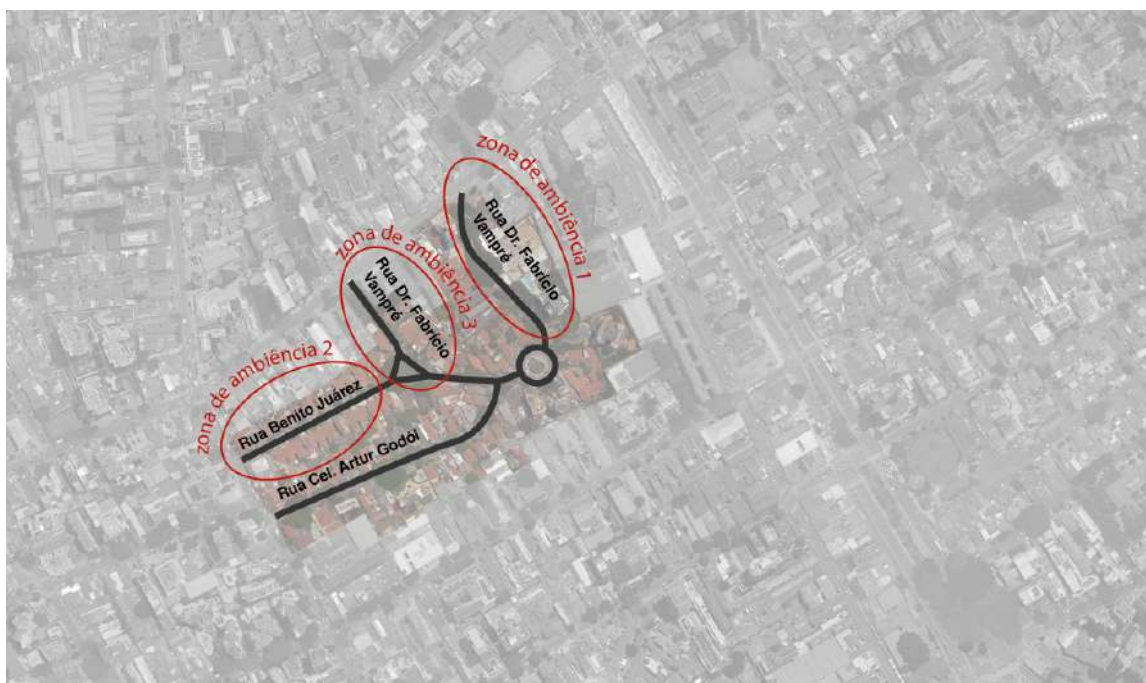 zona de ambiência 1
Rua Dr. Fabrício
Vampré
zona de ambiência 3
Rua Dr. Fabrício
Vampré
zona de ambiência 2
Rua Benito Juárez
Rua Cel. Artur Godói